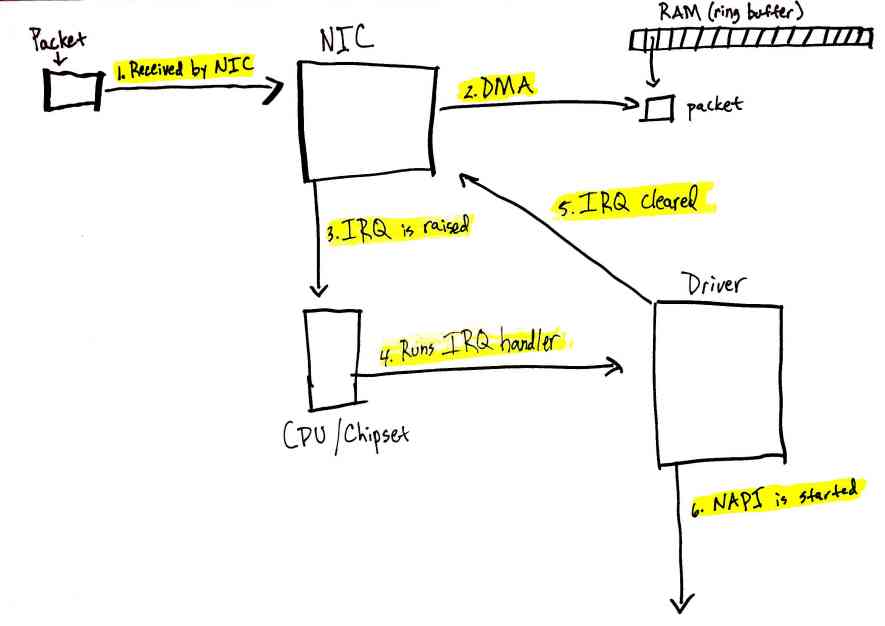 Packet
NIC
RAM (ring buffer)
1. Received by NIC
2. DMA
packet
3. IRQ is raised
5. IRQ cleared
Driver
4. Runs IRQ handler
CPU/Chipset
6. NAPI is started